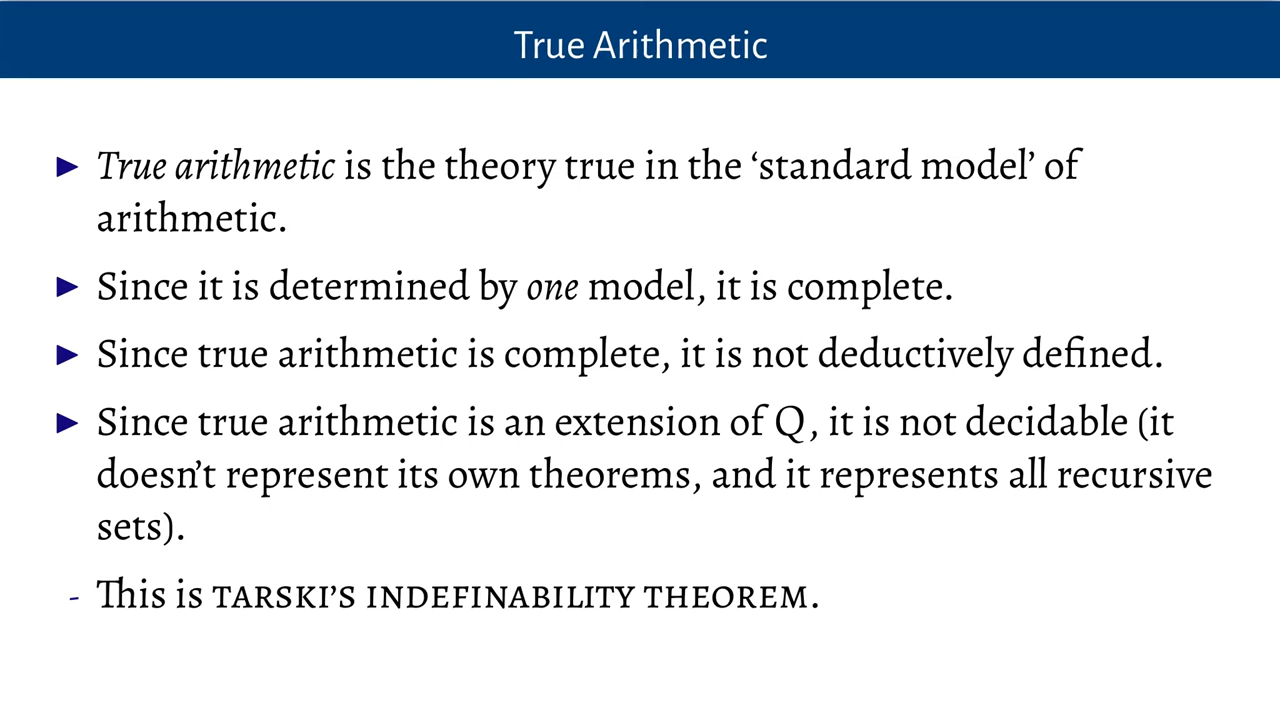 True Arithmetic
► True arithmetic is the theory true in the ‘standard model’ of
arithmetic.
► Since it is determined by one model, it is complete.
► Since true arithmetic is complete, it is not deductively defined.
► Since true arithmetic is an extension of Q, it is not decidable (it
doesn’t represent its own theorems, and it represents all recursive
sets).
- This is TARSKI’S INDEFINABILITY THEOREM.